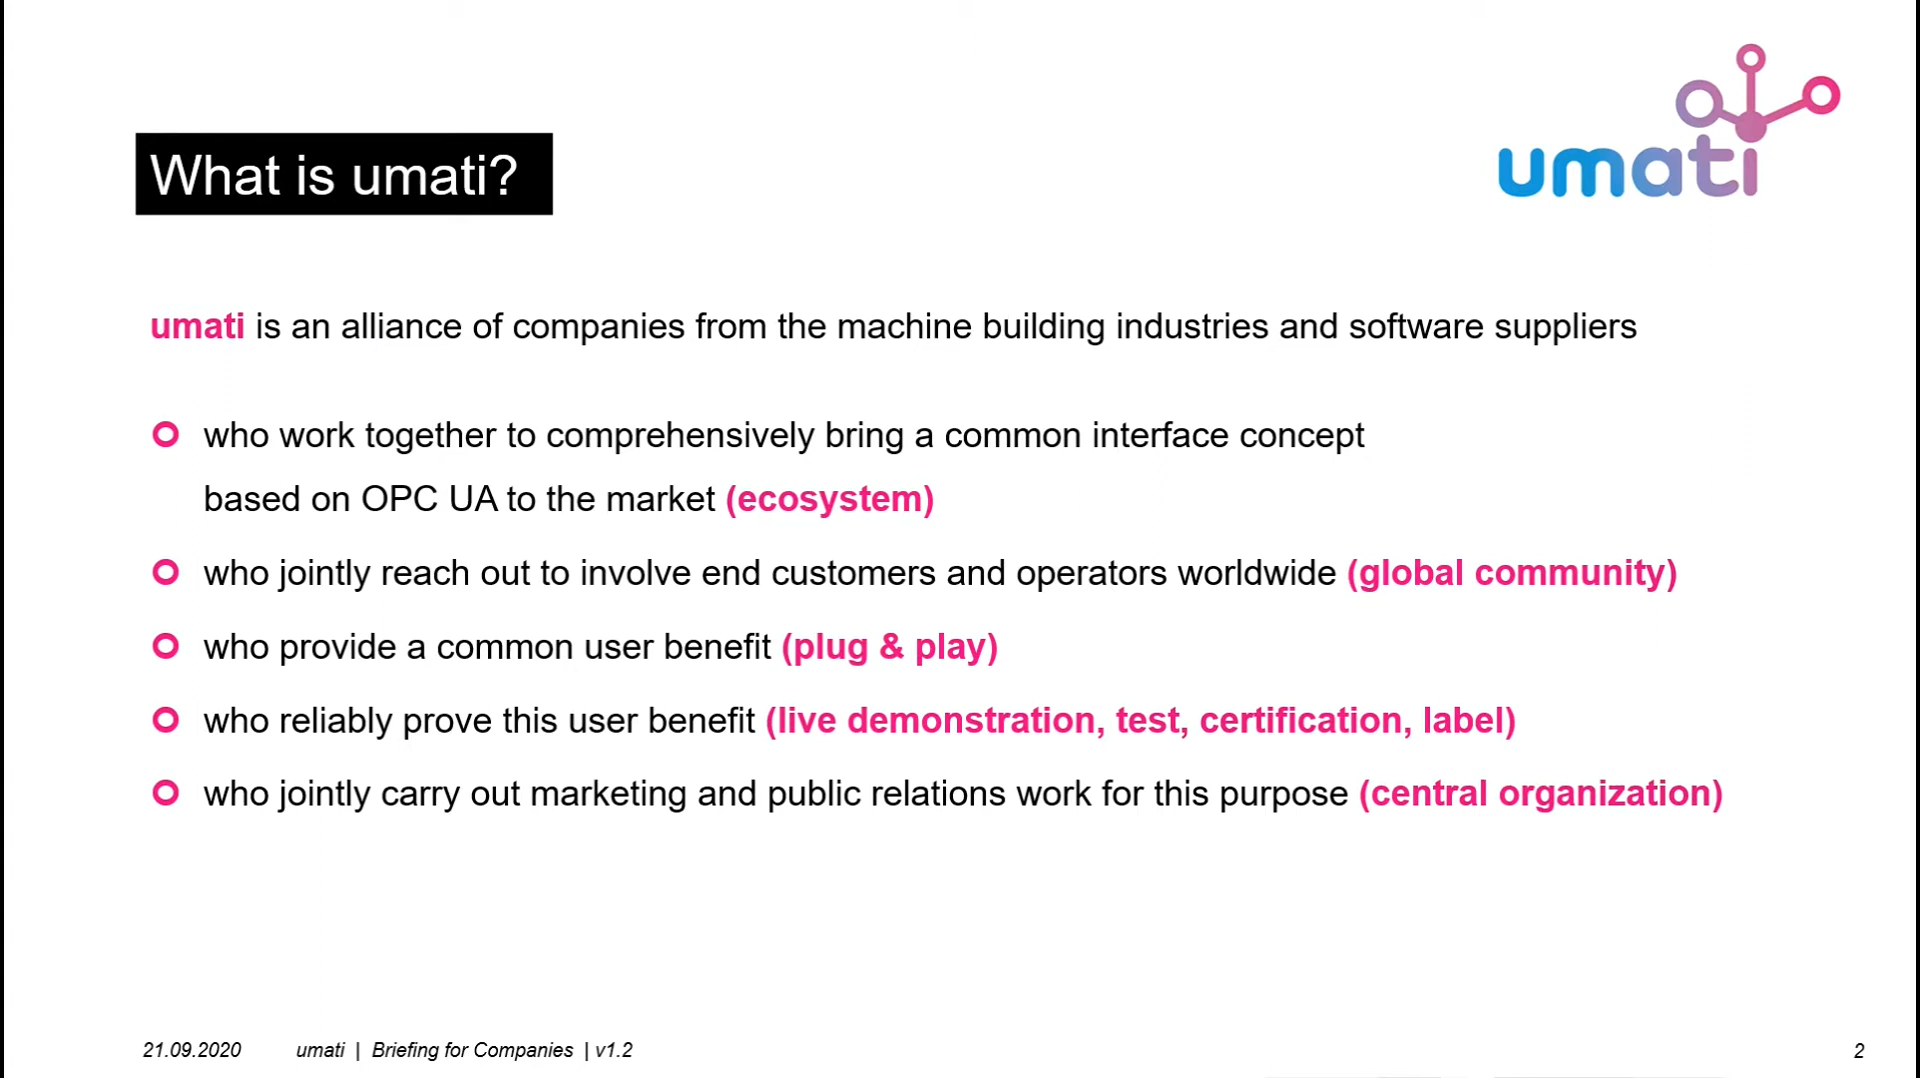 umati
What is umati?
umati is an alliance of companies from the machine building industries and software suppliers
who work together to comprehensively bring a common interface concept
based on OPC UA to the market (ecosystem)
who jointly reach out to involve end customers and operators worldwide (global community)
who provide a common user benefit (plug & play)
who reliably prove this user benefit (live demonstration, test, certification, label)
who jointly carry out marketing and public relations work for this purpose (central organization)
21.09.2020 umati | Briefing for Companies | v1.2 2